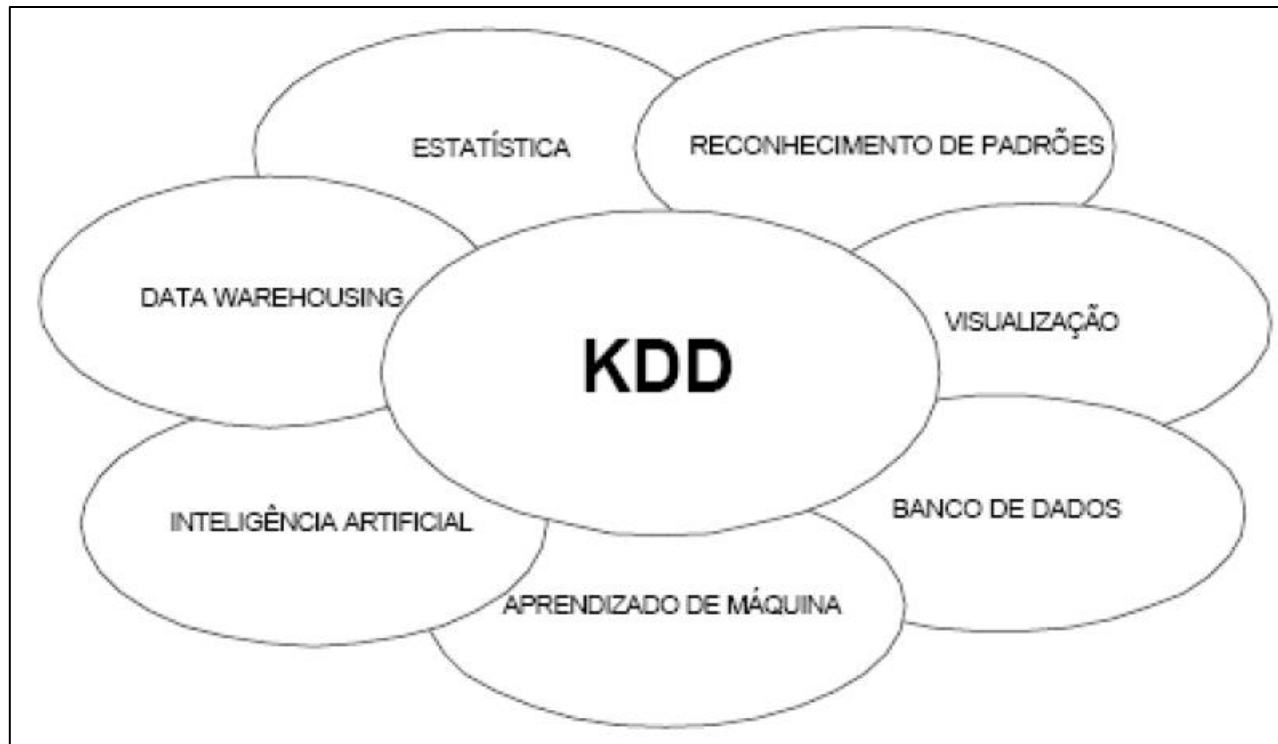 ESTATÍSTICA
RECONHECIMENTO DE PADRÕES
DATA WAREHOUSING
VISUALIZAÇÃO
KDD
INTELIGÊNCIA ARTIFICIAL
BANCO DE DADOS
APRENDIZADO DE MÁQUINA